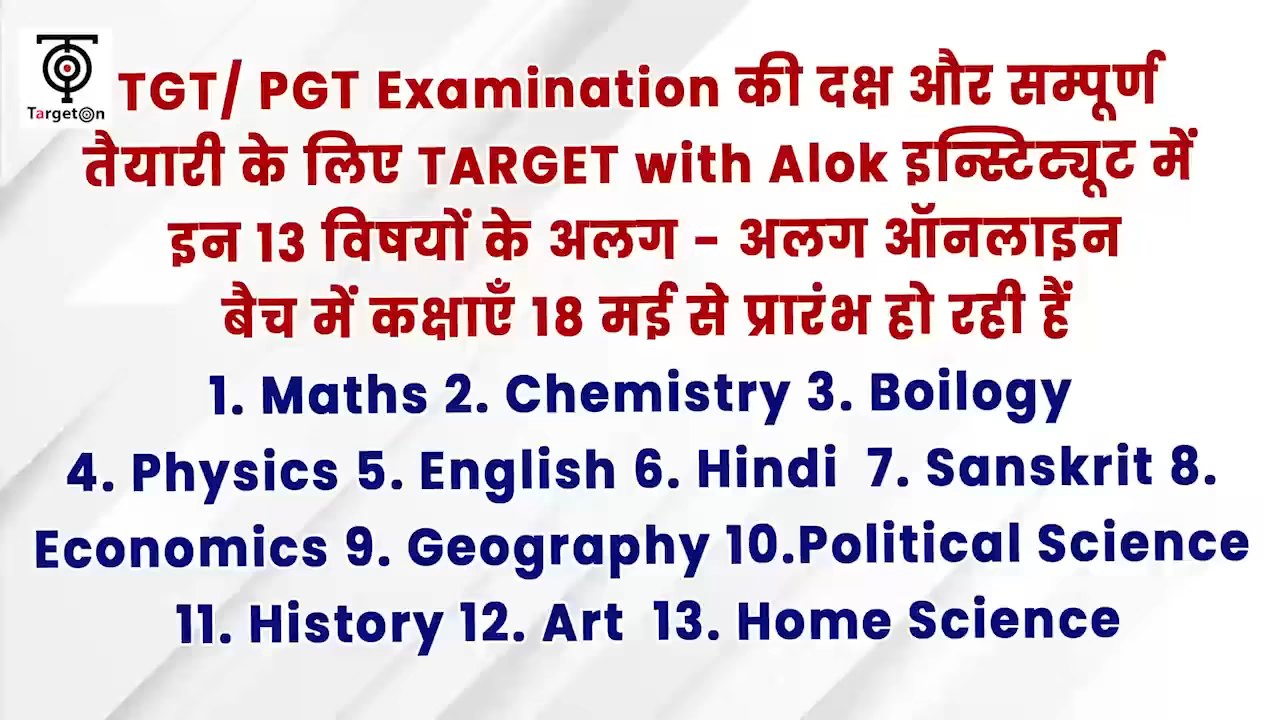 TargetOn
TGT/ PGT Examination की दक्ष और सम्पूर्ण
तैयारी के लिए TARGET with Alok इन्स्टिट्यूट में
इन 13 विषयों के अलग - अलग ऑनलाइन
बैच में कक्षाएँ 18 मई से प्रारंभ हो रही हैं
1. Maths 2. Chemistry 3. Boilogy
4. Physics 5. English 6. Hindi 7. Sanskrit 8.
Economics 9. Geography 10.Political Science
11. History 12. Art 13. Home Science